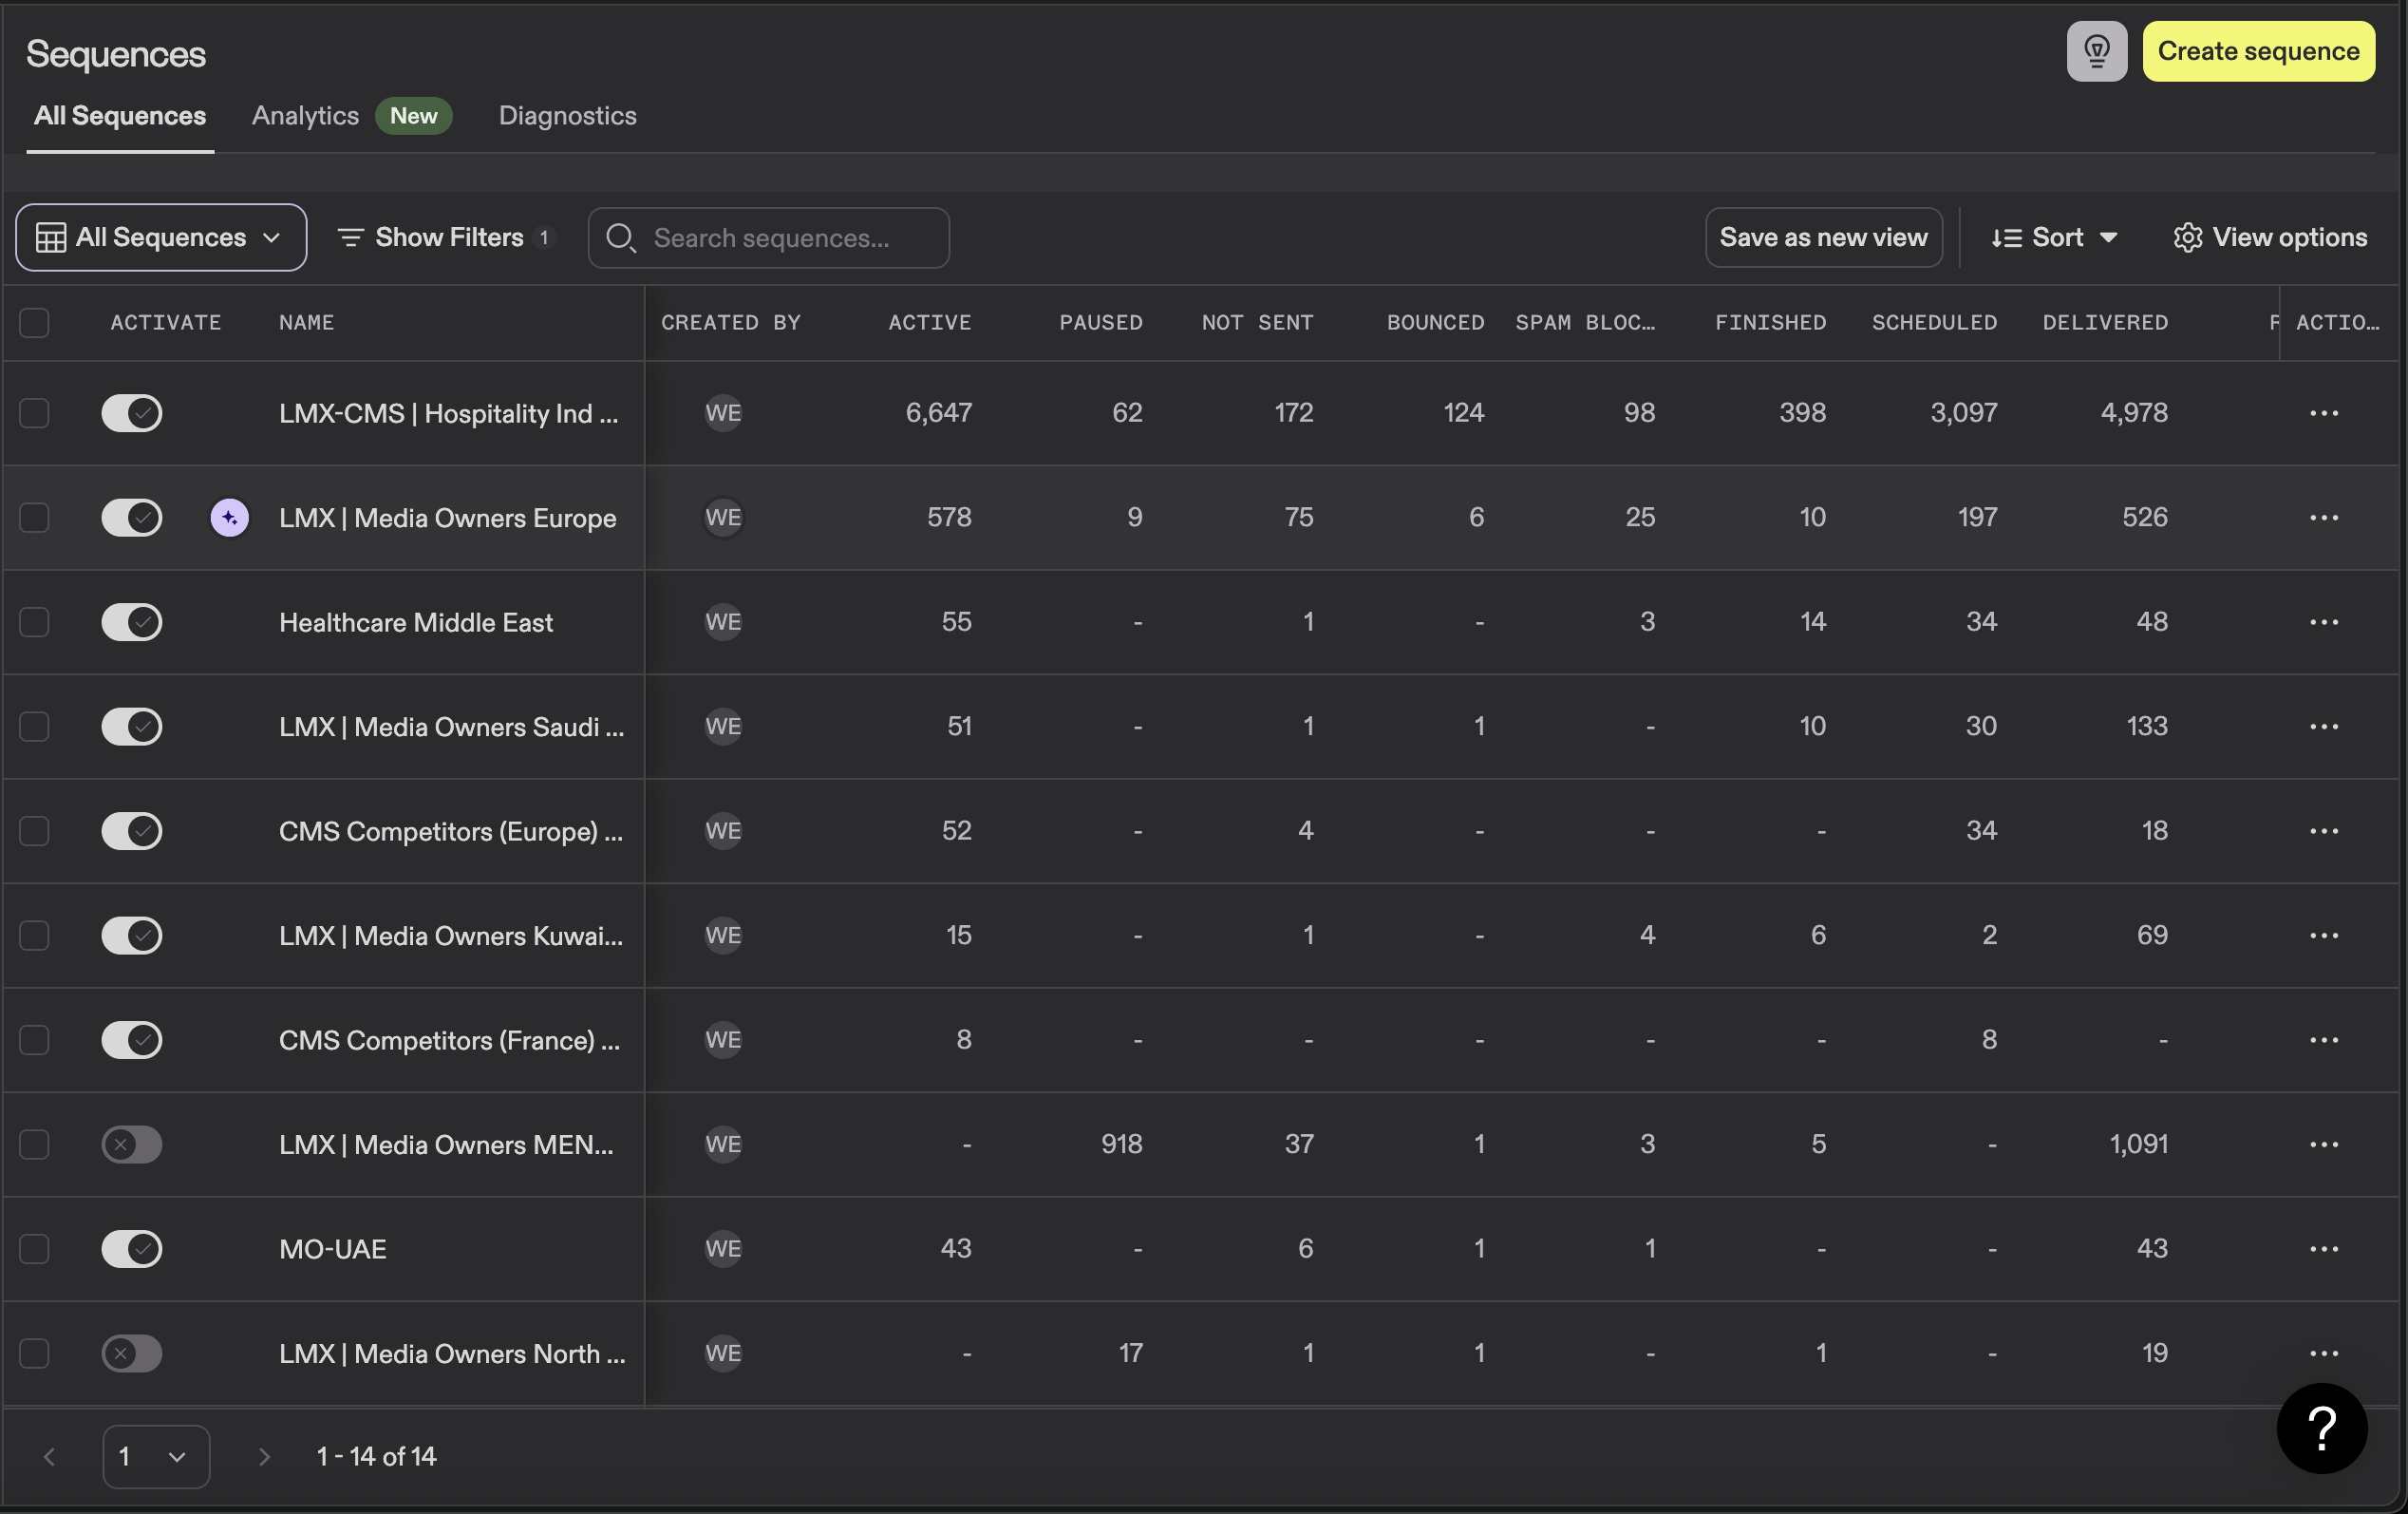 Sequences
Create sequence
All Sequences Analytics New Diagnostics
All Sequences Show Filters 1 Search sequences... Save as new view Sort View options
ACTIVATE NAME CREATED BY ACTIVE PAUSED NOT SENT BOUNCED SPAM BLOC... FINISHED SCHEDULED DELIVERED ACTIO...
LMX-CMS | Hospitality Ind ... WE 6,647 62 172 124 98 398 3,097 4,978 ...
LMX | Media Owners Europe WE 578 9 75 6 25 10 197 526 ...
Healthcare Middle East WE 55 - 1 - 3 14 34 48 ...
LMX | Media Owners Saudi ... WE 51 - 1 1 - 10 30 133 ...
CMS Competitors (Europe) ... WE 52 - 4 - - - 34 18 ...
LMX | Media Owners Kuwai... WE 15 - 1 - 4 6 2 69 ...
CMS Competitors (France) ... WE 8 - - - - - 8 - ...
LMX | Media Owners MEN... WE - 918 37 1 3 5 - 1,091 ...
MO-UAE WE 43 - 6 1 1 - - 43 ...
LMX | Media Owners North ... WE - 17 1 1 - 1 - 19 ...
1 1 - 14 of 14
?